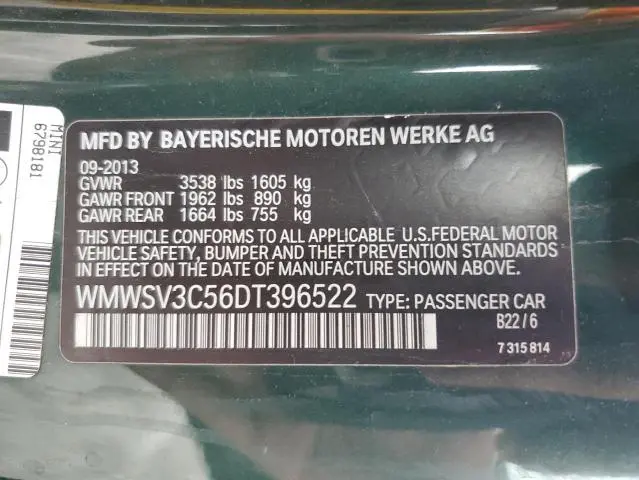 MFD BY BAYERISCHE MOTOREN WERKE AG
09-2013
GVWR 3538 lbs 1605 kg
GAWR FRONT 1962 lbs 890 kg
GAWR REAR 1664 lbs 755 kg
THIS VEHICLE CONFORMS TO ALL APPLICABLE U.S.FEDERAL MOTOR
VEHICLE SAFETY, BUMPER AND THEFT PREVENTION STANDARDS
IN EFFECT ON THE DATE OF MANUFACTURE SHOWN ABOVE.
WMWSV3C56DT396522 TYPE: PASSENGER CAR
B22/6
7 315 814
MINI
6798181